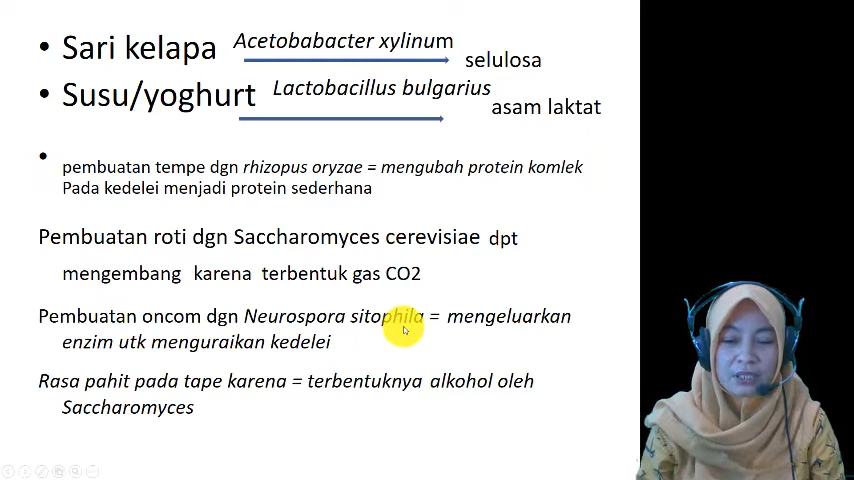 • Sari kelapa Acetobabacter xylinum selulosa
• Susu/yoghurt Lactobacillus bulgarius asam laktat
• pembuatan tempe dgn rhizopus oryzae = mengubah protein komlek
Pada kedelei menjadi protein sederhana
Pembuatan roti dgn Saccharomyces cerevisiae dpt
mengembang karena terbentuk gas CO2
Pembuatan oncom dgn Neurospora sitophila = mengeluarkan
enzim utk menguraikan kedelei
Rasa pahit pada tape karena = terbentuknya alkohol oleh
Saccharomyces